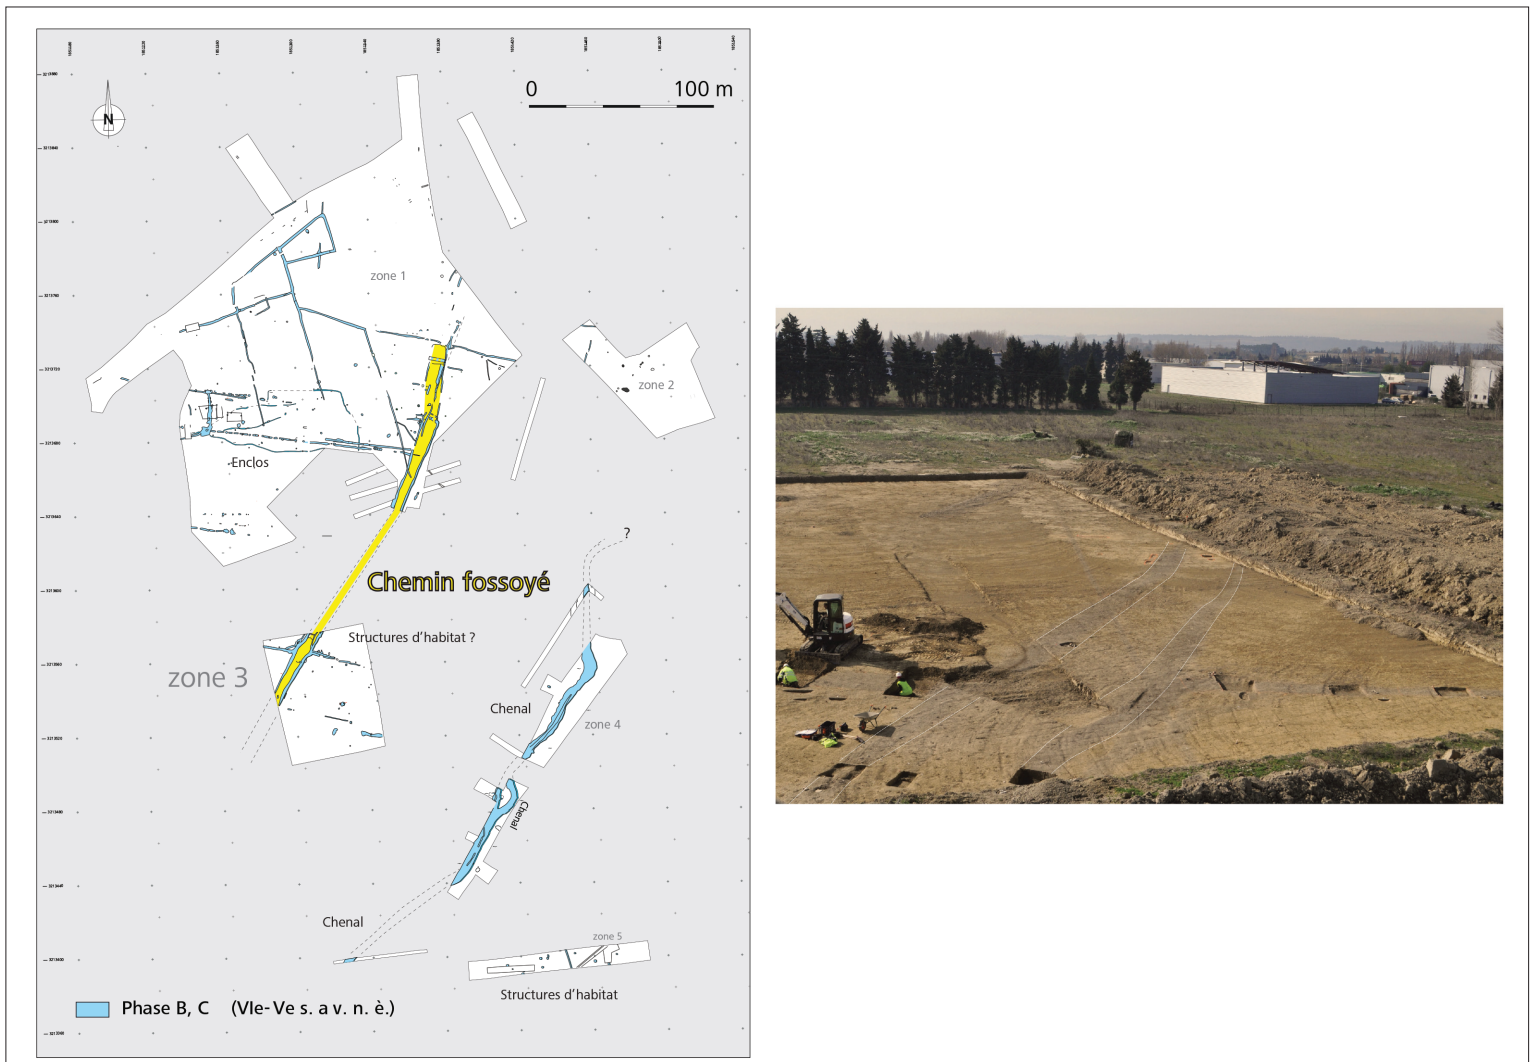 0 100 m
N
zone 1
zone 2
Enclos
?
Chemin fossoyé
Structures d'habitat ?
zone 3
Chenal
zone 4
Chenal
Chenal
zone 5
Structures d'habitat
Phase B, C (VIe- Ve s. a v. n. è.)